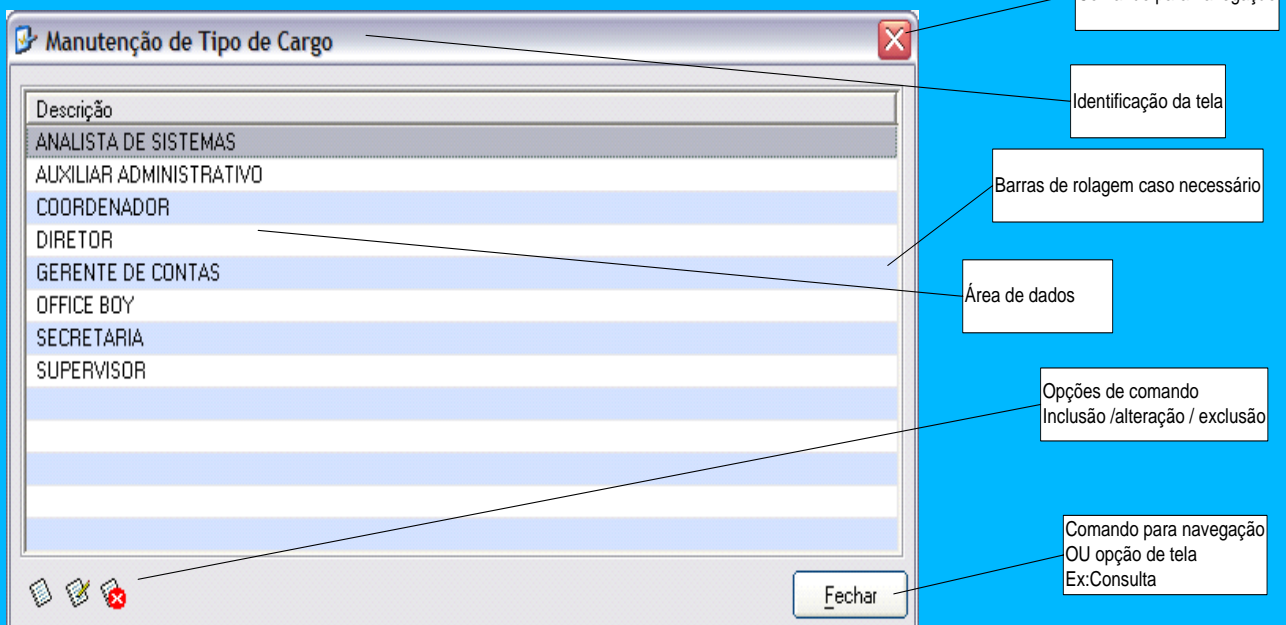 Manutenção de Tipo de Cargo
Identificação da tela
Descrição
ANALISTA DE SISTEMAS
AUXILIAR ADMINISTRATIVO
Barras de rolagem caso necessário
COORDENADOR
DIRETOR
GERENTE DE CONTAS
Área de dados
OFFICE BOY
SECRETARIA
SUPERVISOR
Opções de comando
Inclusão /alteração / exclusão
Comando para navegação
OU opção de tela
Ex:Consulta
Fechar